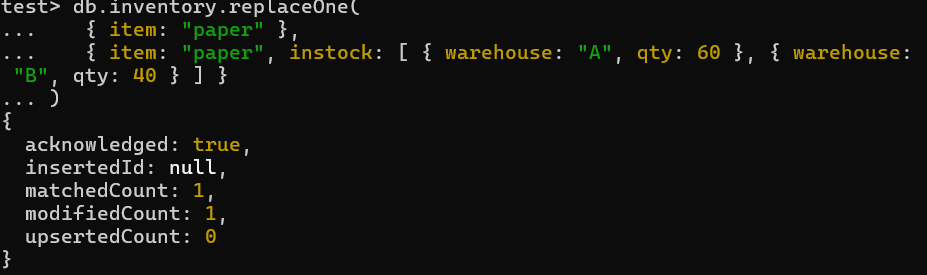 test> db.inventory.replaceOne(
...    { item: "paper" },
...    { item: "paper", instock: [ { warehouse: "A", qty: 60 }, { warehouse:
 "B", qty: 40 } ] }
... )
{
  acknowledged: true,
  insertedId: null,
  matchedCount: 1,
  modifiedCount: 1,
  upsertedCount: 0
}